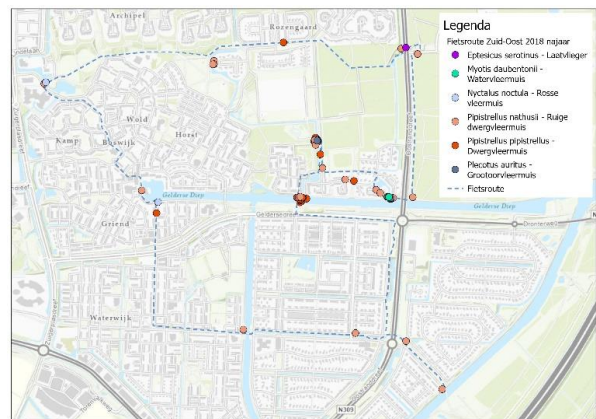 Archipel
Rozengaard
Wold
Kamp
Horst
Griend
Gelderse Diep
Gelderse Diep
Waterwijk
N309
Legenda
Fietsroute Zuid-Oost 2018 najaar
Eptesicus serotinus - Laatvlieger
Myotis daubentonii -
Watervleermuis
Nyctalus noctula - Rosse
vleermuis
Pipistrellus nathusii - Ruige
dwergvleermuis
Pipistrellus pipistrellus -
Dwergvleermuis
Plecotus auritus -
Grootoorvleermuis
Fietsroute